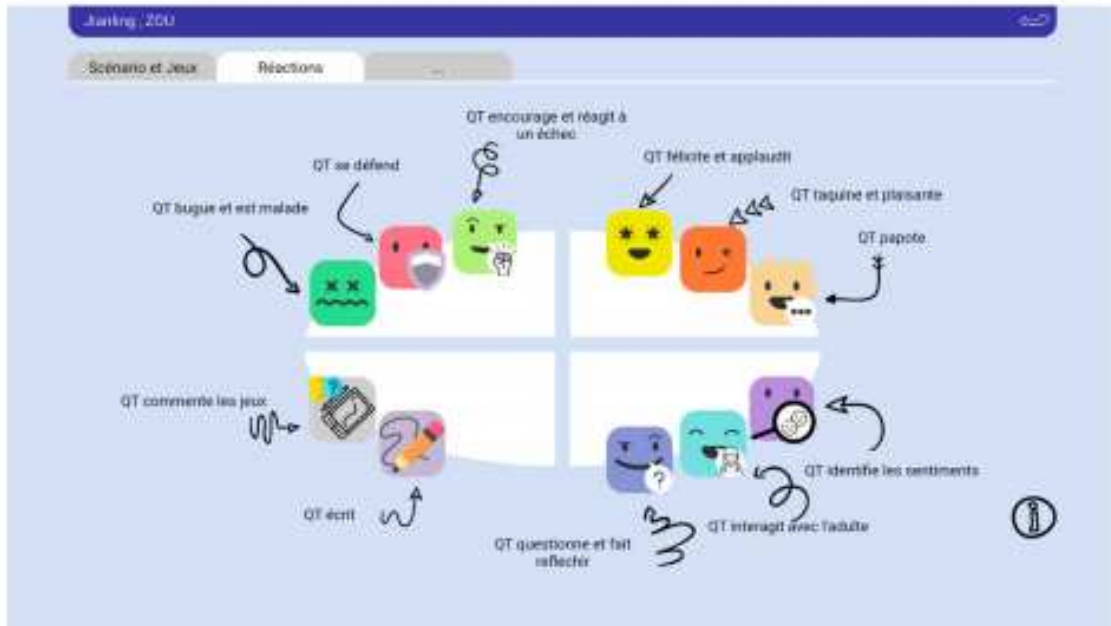 Jianling, ZOU
Scénario et Jeux
Réactions
...
QT encourage et réagit à
un échec
QT se défend
QT félicite et applaudit
QT bugue et est malade
QT taquine et plaisante
QT papote
QT commente les jeux
QT écrit
QT identifie les sentiments
QT interagit avec l'adulte
QT questionne et fait
reflechir